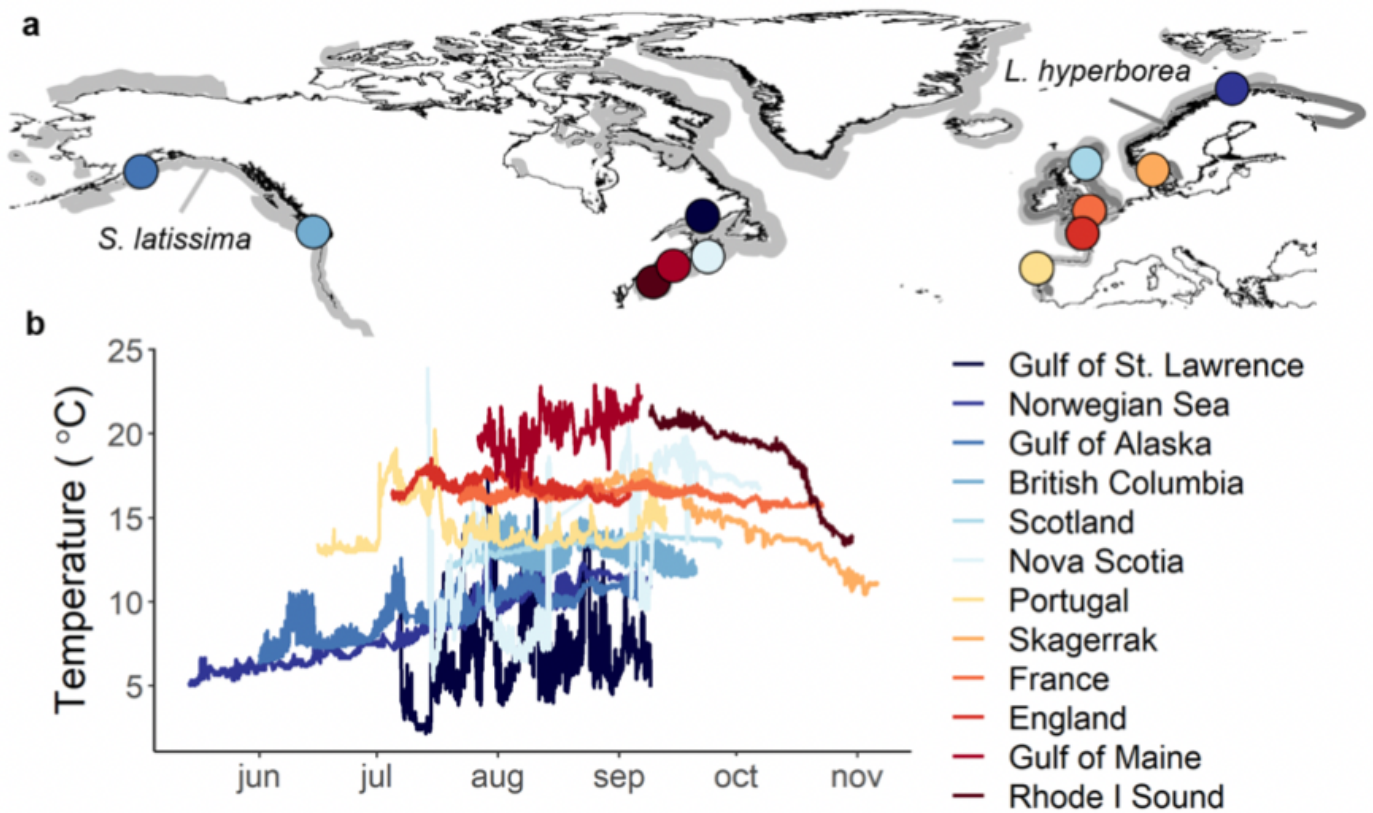 a
L. hyperborea
S. latissima
b
25
20
15
10
5
Temperature ( °C)
jun jul aug sep oct nov
Gulf of St. Lawrence
Norwegian Sea
Gulf of Alaska
British Columbia
Scotland
Nova Scotia
Portugal
Skagerrak
France
England
Gulf of Maine
Rhode I Sound